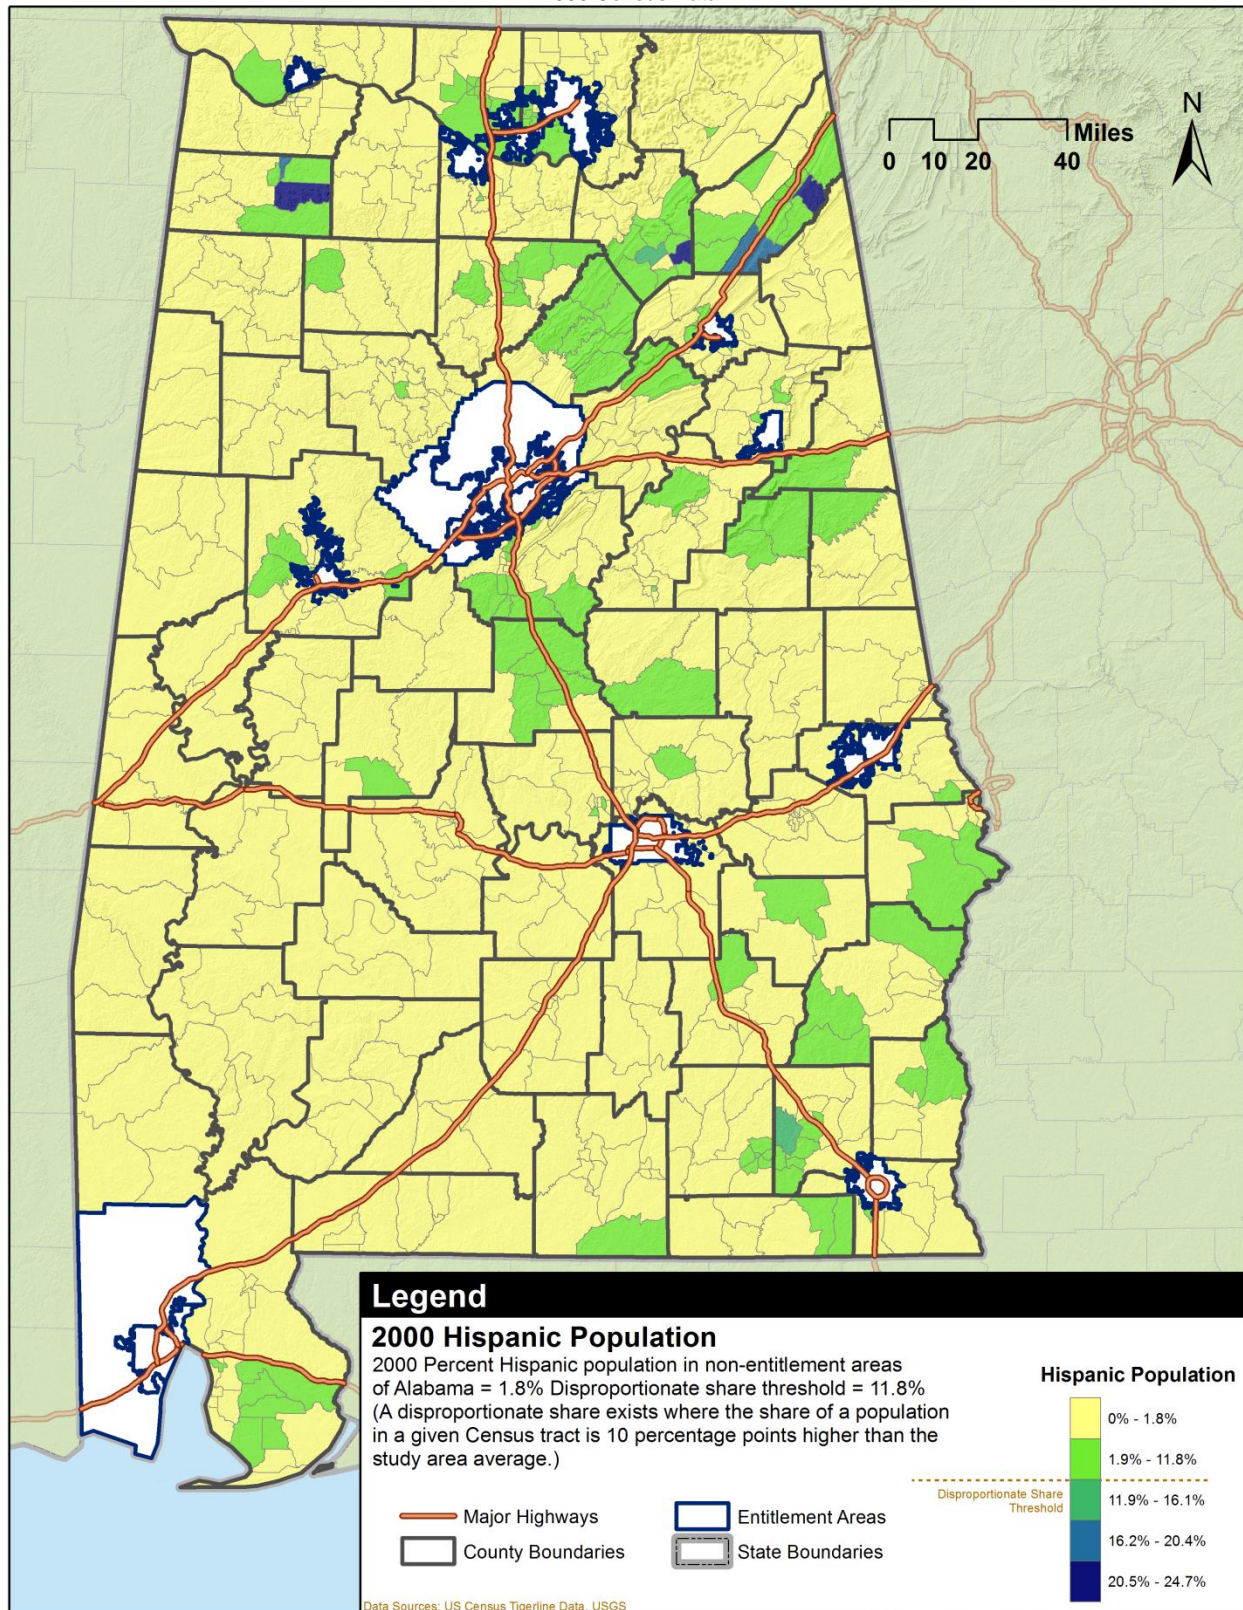 N
Miles
0 10 20 40
Legend
2000 Hispanic Population
2000 Percent Hispanic population in non-entitlement areas
of Alabama = 1.8% Disproportionate share threshold = 11.8%
(A disproportionate share exists where the share of a population
in a given Census tract is 10 percentage points higher than the
study area average.)
Major Highways
Entitlement Areas
County Boundaries
State Boundaries
Hispanic Population
0% - 1.8%
1.9% - 11.8%
Disproportionate Share
Threshold
11.9% - 16.1%
16.2% - 20.4%
20.5% - 24.7%
Data Sources: US Census Tigerline Data, USGS